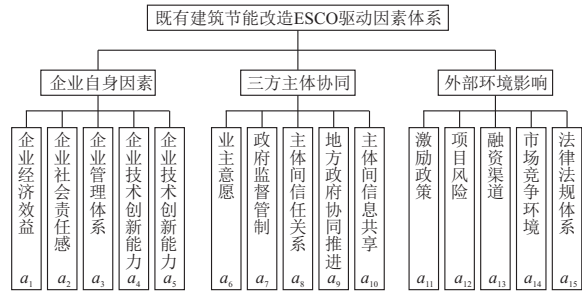 既有建筑节能改造ESCO驱动因素体系
企业自身因素
三方主体协同
外部环境影响
企业经济效益 a₁
企业社会责任感 a₂
企业管理体系 a₃
企业技术创新能力 a₄
企业技术创新能力 a₅
业主意愿 a₆
政府监督管制 a₇
主体间信任关系 a₈
地方政府协同推进 a₉
主体间信息共享 a₁₀
激励政策 a₁₁
项目风险 a₁₂
融资渠道 a₁₃
市场竞争环境 a₁₄
法律法规体系 a₁₅